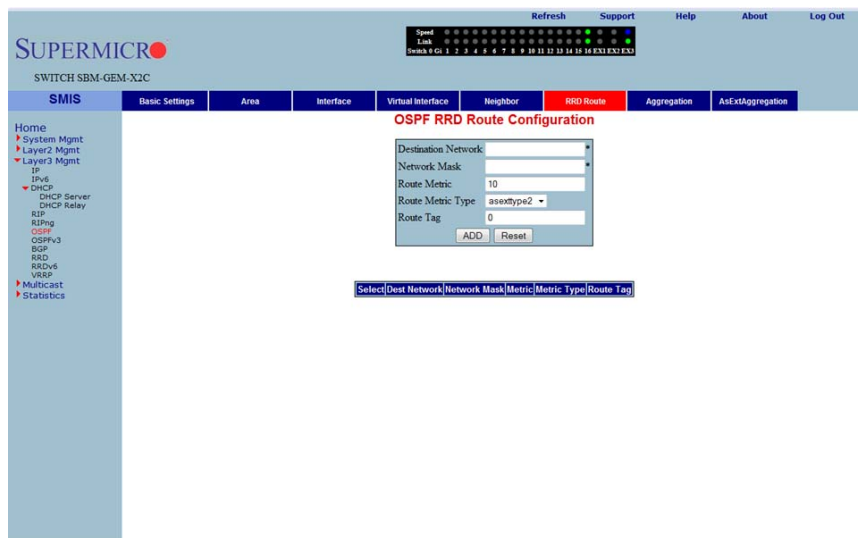 Refresh Support Help About Log Out
SUPERMICRO
SWITCH SBM-GEM-X2C
Speed
Link
Switch 0 Gi 1 2 3 4 5 6 7 8 9 10 11 12 13 14 15 16 EX1 EX2 EX3
SMIS
Basic Settings Area Interface Virtual Interface Neighbor RRD Route Aggregation AsExtAggregation
Home
System Mgmt
Layer2 Mgmt
Layer3 Mgmt
IP
IPv6
DHCP
DHCP Server
DHCP Relay
RIP
RIPng
OSPF
OSPFv3
BGP
RRD
RRDv6
VRRP
Multicast
Statistics
OSPF RRD Route Configuration
Destination Network *
Network Mask *
Route Metric 10
Route Metric Type asexttype2
Route Tag 0
ADD Reset
Select Dest Network Network Mask Metric Metric Type Route Tag